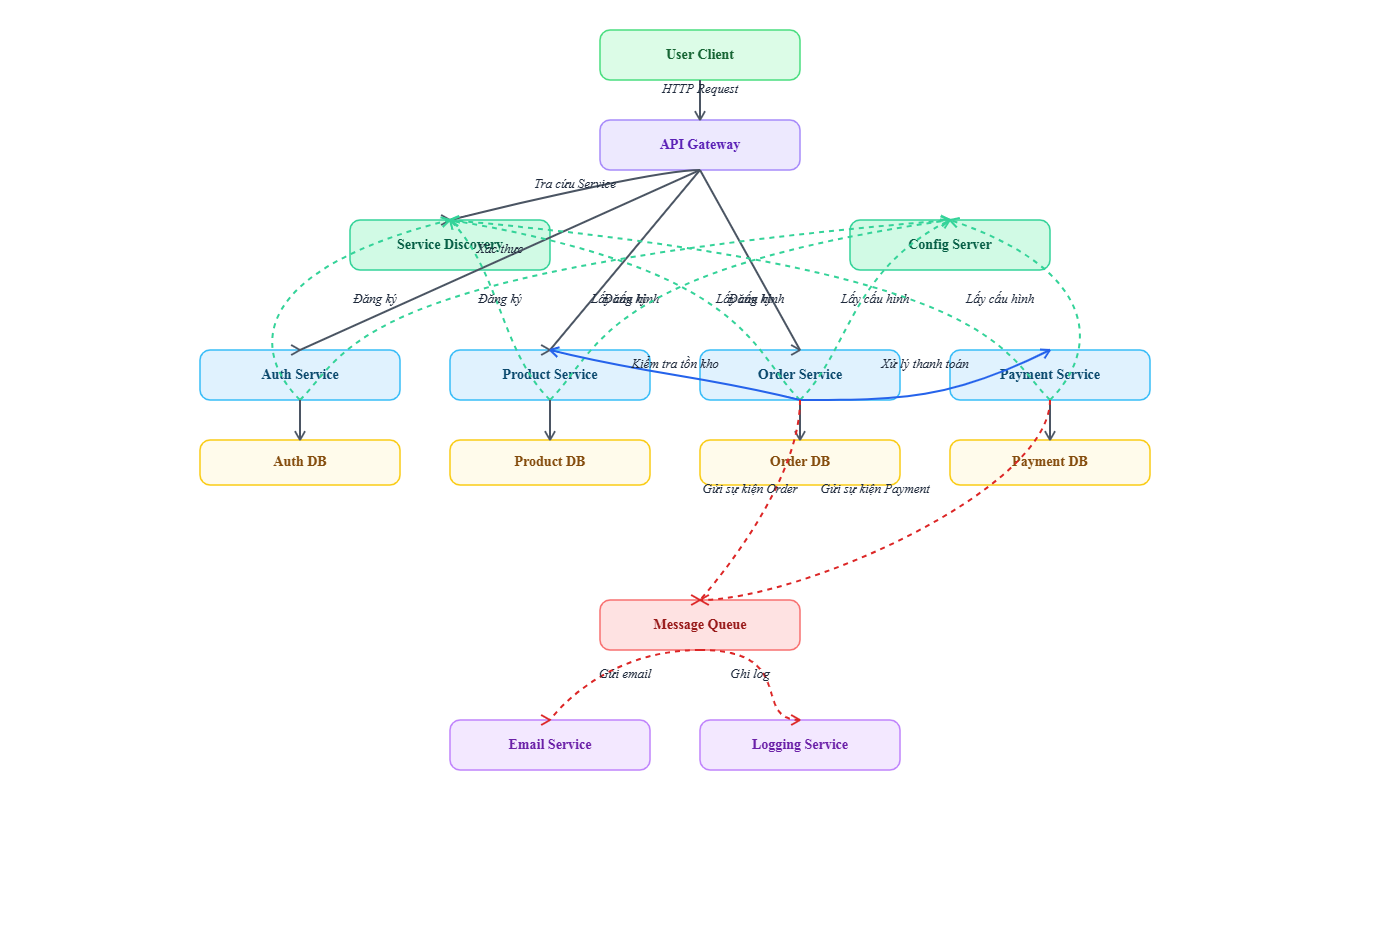 User Client
HTTP Request
API Gateway
Tra cứu Service
Service Discovery
Xác thực
Config Server
Đăng ký
Đăng ký
Lấy cấu hình
Đăng ký
Lấy cấu hình
Đăng ký
Lấy cấu hình
Lấy cấu hình
Kiểm tra tồn kho
Xử lý thanh toán
Auth Service
Product Service
Order Service
Payment Service
Auth DB
Product DB
Order DB
Payment DB
Gửi sự kiện Order
Gửi sự kiện Payment
Message Queue
Gửi email
Ghi log
Email Service
Logging Service